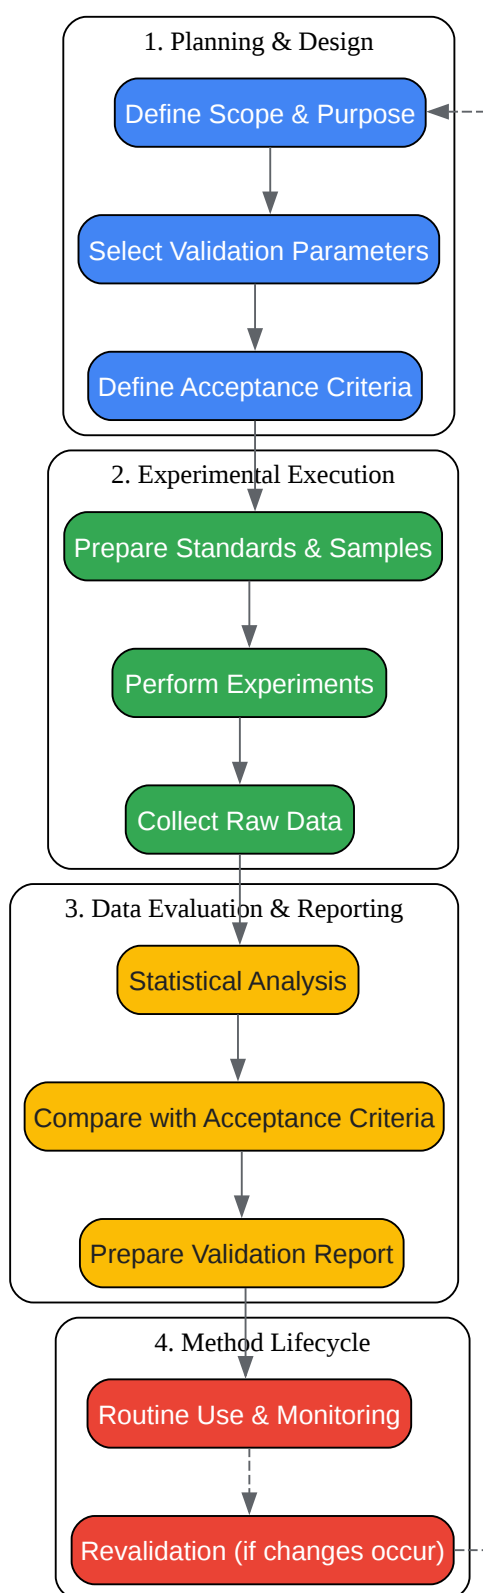 1. Planning & Design
Define Scope & Purpose
Select Validation Parameters
Define Acceptance Criteria
2. Experimental Execution
Prepare Standards & Samples
Perform Experiments
Collect Raw Data
3. Data Evaluation & Reporting
Statistical Analysis
Compare with Acceptance Criteria
Prepare Validation Report
4. Method Lifecycle
Routine Use & Monitoring
Revalidation (if changes occur)